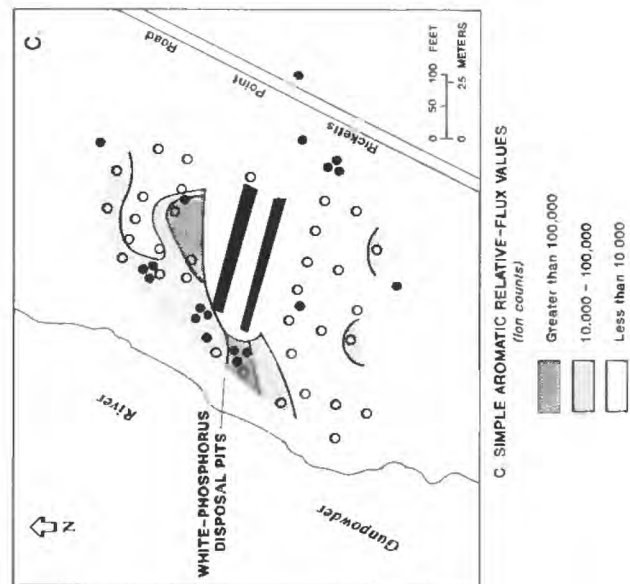 C
N
River
Gunpowder
WHITE-PHOSPHORUS
DISPOSAL PITS
Ricketts Point Road
0 50 100 FEET
0 25 METERS
C. SIMPLE AROMATIC RELATIVE-FLUX VALUES
(ion counts)
Greater than 100,000
10,000 - 100,000
Less than 10 000